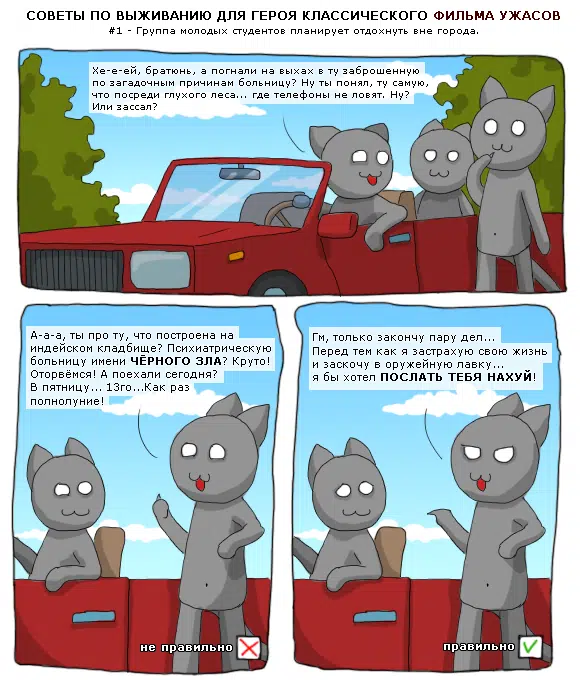 СОВЕТЫ ПО ВЫЖИВАНИЮ ДЛЯ ГЕРОЯ КЛАССИЧЕСКОГО ФИЛЬМА УЖАСОВ
#1 - Группа молодых студентов планирует отдохнуть вне города.
Хе-е-ей, братюнь, а погнали на выхах в ту заброшенную
по загадочным причинам больницу? Ну ты понял, ту самую,
что посреди глухого леса... где телефоны не ловят. Ну?
Или зассал?
А-а-а, ты про ту, что построена на
индейском кладбище? Психиатрическую
больницу имени ЧЁРНОГО ЗЛА? Круто!
Оторвёмся! А поехали сегодня?
В пятницу... 13го...Как раз
полнолуние!
не правильно
Гм, только закончу пару дел...
Перед тем как я застрахую свою жизнь
и заскочу в оружейную лавку...
я бы хотел ПОСЛАТЬ ТЕБЯ НАХУЙ!
правильно